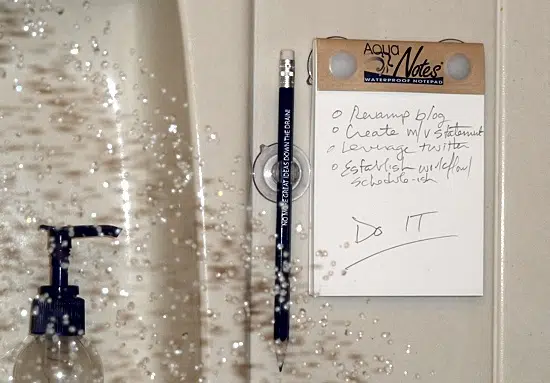 Aqua
Notes
WATERPROOF NOTEPAD
NO MORE GREAT IDEAS DOWN THE DRAIN!
o Revamp blog
o Create m/v statement
o Leverage twitter
o Establish workflow/
schedule-ish
Do IT